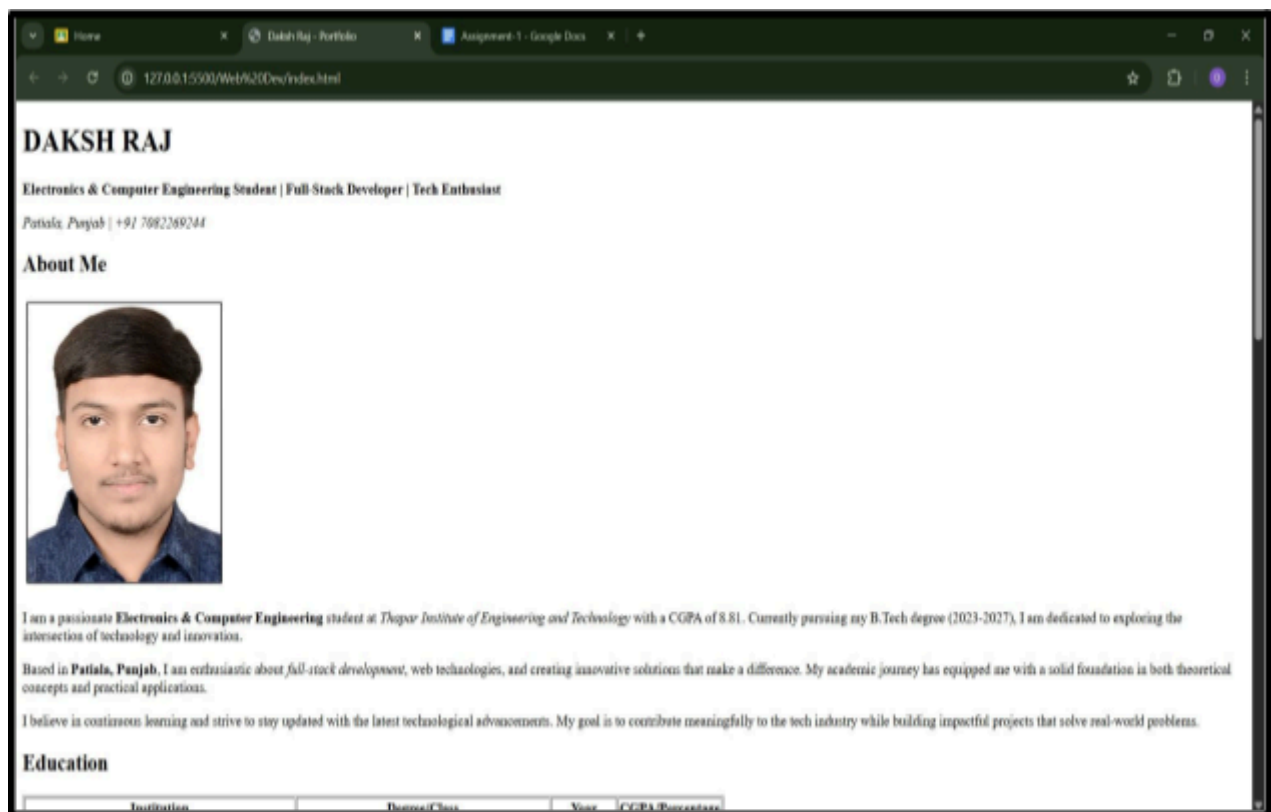 Home
Daksh Raj - Portfolio
Assignment-1 - Google Docs
127.0.0.1:5500/Web%20Dev/index.html
DAKSH RAJ
Electronics & Computer Engineering Student | Full-Stack Developer | Tech Enthusiast
Patiala, Punjab | +91 7082269244
About Me
I am a passionate Electronics & Computer Engineering student at Thapar Institute of Engineering and Technology with a CGPA of 8.81. Currently pursuing my B.Tech degree (2023-2027), I am dedicated to exploring the
intersection of technology and innovation.
Based in Patiala, Punjab, I am enthusiastic about full-stack development, web technologies, and creating innovative solutions that make a difference. My academic journey has equipped me with a solid foundation in both theoretical
concepts and practical applications.
I believe in continuous learning and strive to stay updated with the latest technological advancements. My goal is to contribute meaningfully to the tech industry while building impactful projects that solve real-world problems.
Education
Institution Degree/Class Year CGPA/Percentage